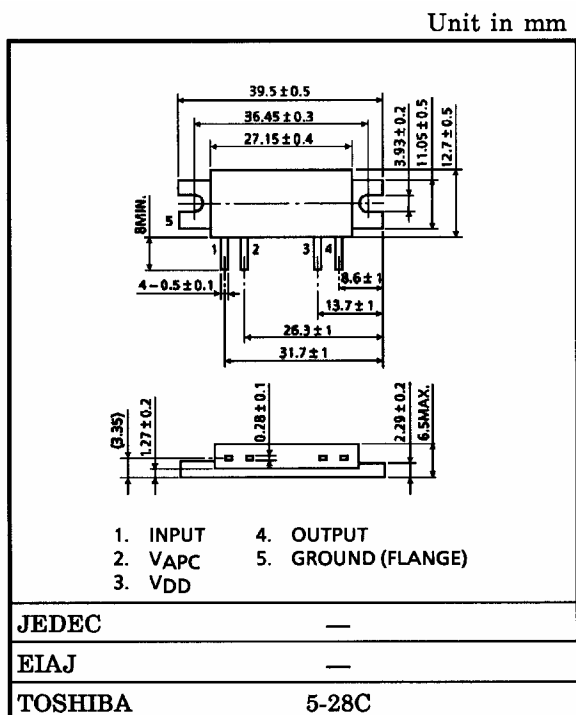 Unit in mm
39.5±0.5
36.45±0.3
27.15±0.4
3.93±0.2
11.05±0.5
12.7±0.5
5
8MIN.
1 2 3 4
4–0.5±0.1
8.6±1
13.7±1
26.3±1
31.7±1
(3.35)
1.27±0.2
0.28±0.1
2.29±0.2
6.5MAX.
1. INPUT 4. OUTPUT
2. VAPC 5. GROUND (FLANGE)
3. VDD
JEDEC —
EIAJ —
TOSHIBA 5-28C